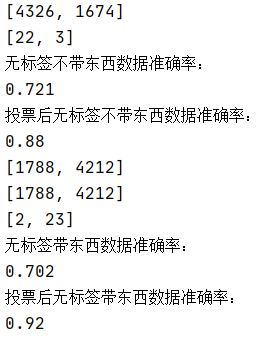 [4326, 1674]
[22, 3]
无标签不带东西数据准确率：
0.721
投票后无标签不带东西数据准确率：
0.88
[1788, 4212]
[1788, 4212]
[2, 23]
无标签带东西数据准确率：
0.702
投票后无标签带东西数据准确率：
0.92